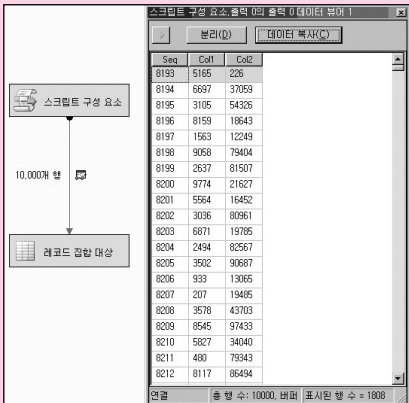 스크립트 구성 요소.출력 0의 출력 0 데이터 뷰어 1
분리(D) 데이터 복사(C)
Seq Col1 Col2
8193 5165 226
8194 6697 37059
8195 3105 54326
8196 8159 18643
8197 1563 12249
8198 9058 79404
8199 2637 81507
8200 9774 21627
8201 5564 16452
8202 3036 80961
8203 6871 19785
8204 2494 82567
8205 3502 90687
8206 933 13065
8207 207 19485
8208 3578 43703
8209 8545 97433
8210 5827 34040
8211 480 79343
8212 8117 86494
연결 총 행 수: 10000, 버퍼 표시된 행 수 = 1808
스크립트 구성 요소
10,000개 행
레코드 집합 대상